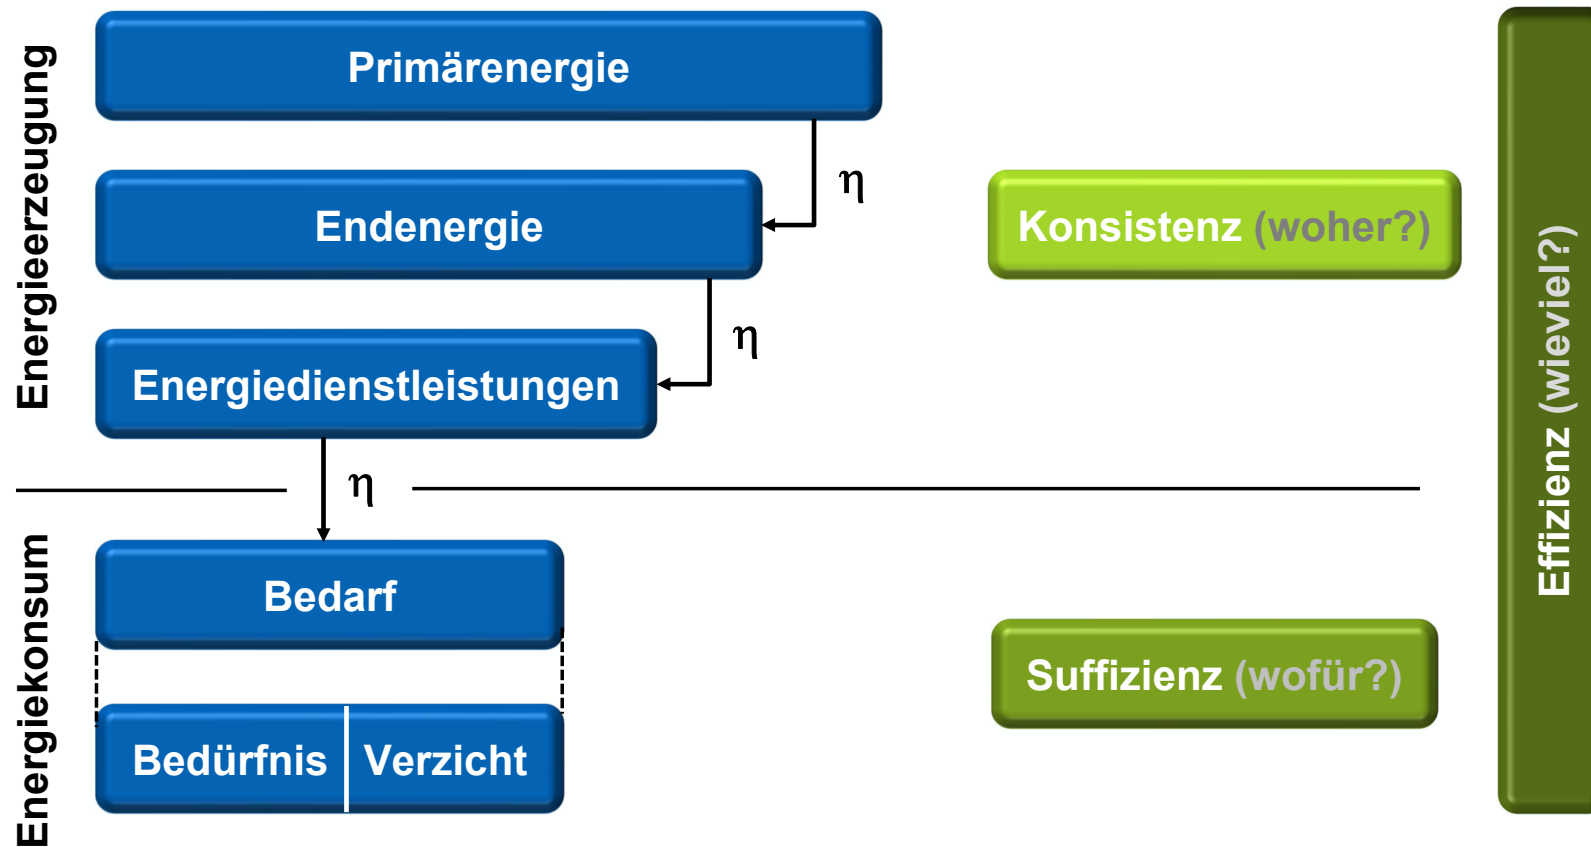 Energieerzeugung
Primärenergie
η
Endenergie
η
Energiedienstleistungen
η
Energiekonsum
Bedarf
Bedürfnis
Verzicht
Konsistenz (woher?)
Suffizienz (wofür?)
Effizienz (wieviel?)